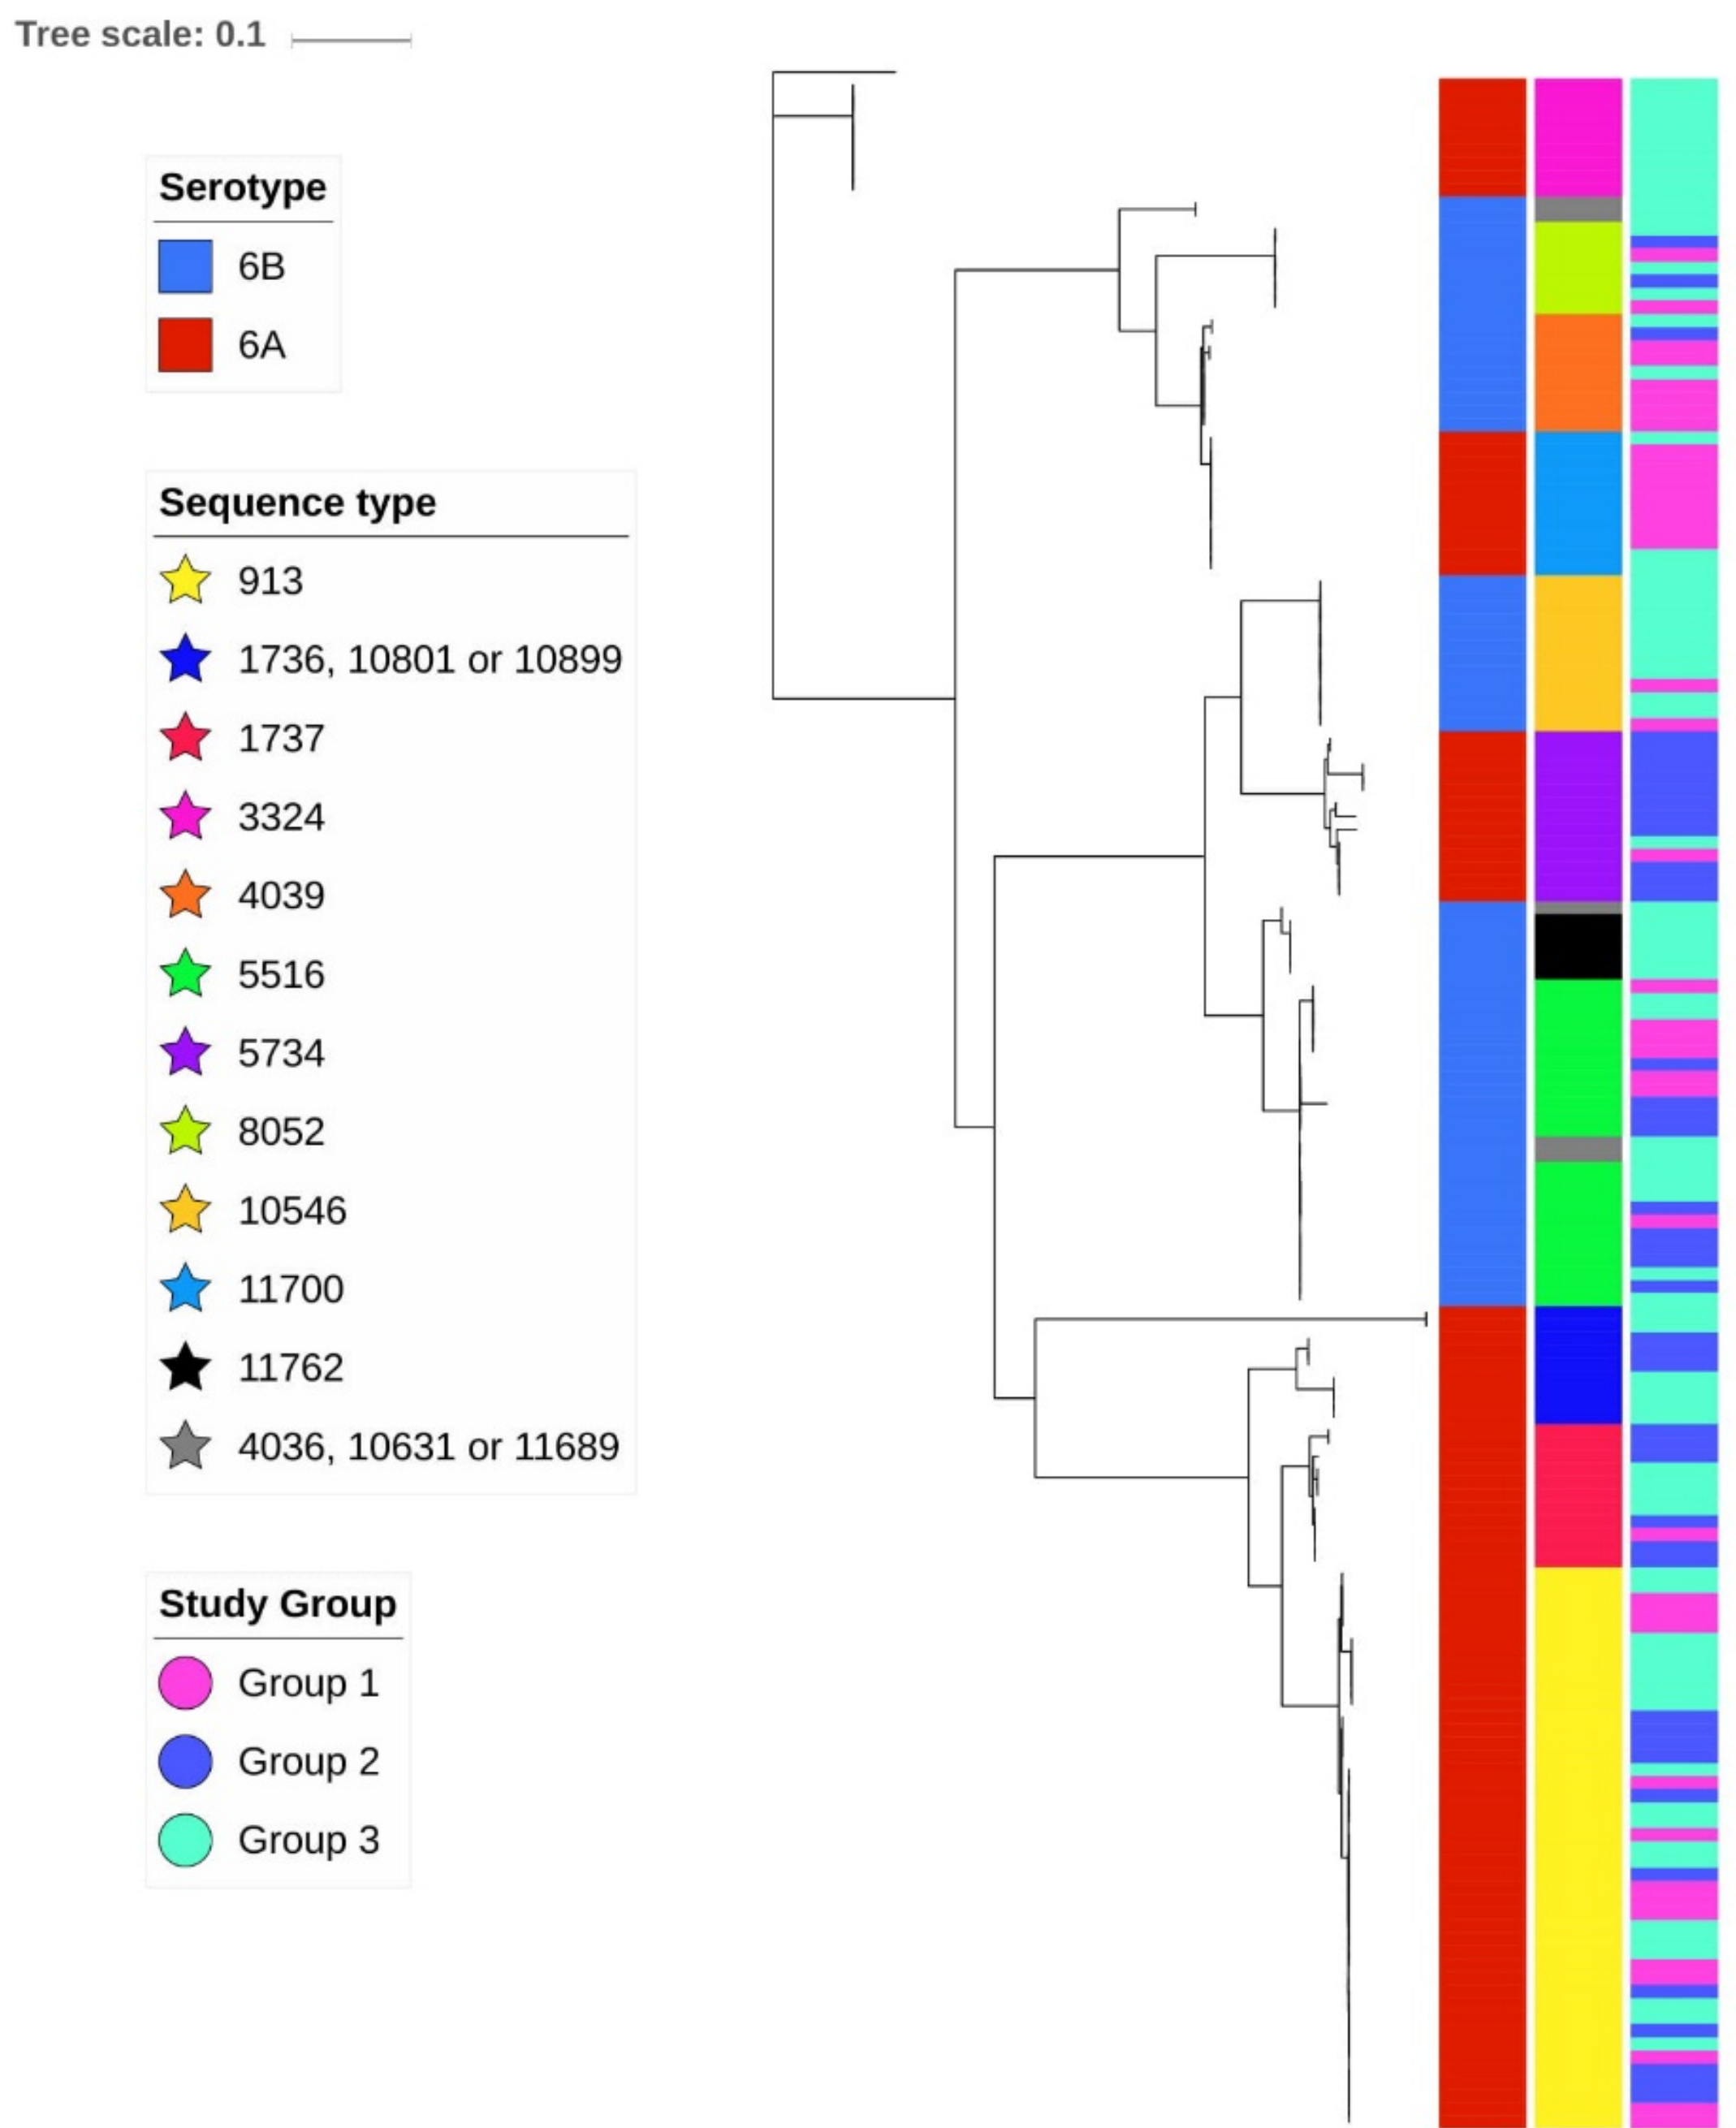 Tree scale: 0.1
Serotype
6B
6A
Sequence type
913
1736, 10801 or 10899
1737
3324
4039
5516
5734
8052
10546
11700
11762
4036, 10631 or 11689
Study Group
Group 1
Group 2
Group 3